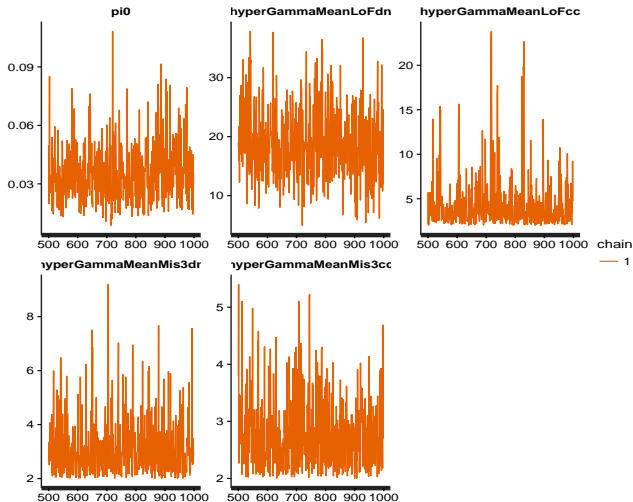 pi0
hyperGammaMeanLoFdn
hyperGammaMeanLoFcc
0.09
0.06
0.03
30
20
10
20
15
10
5
500 600 700 800 900 1000
500 600 700 800 900 1000
500 600 700 800 900 1000
chain
1
hyperGammaMeanMis3dn
hyperGammaMeanMis3cc
8
6
4
2
5
4
3
2
500 600 700 800 900 1000
500 600 700 800 900 1000